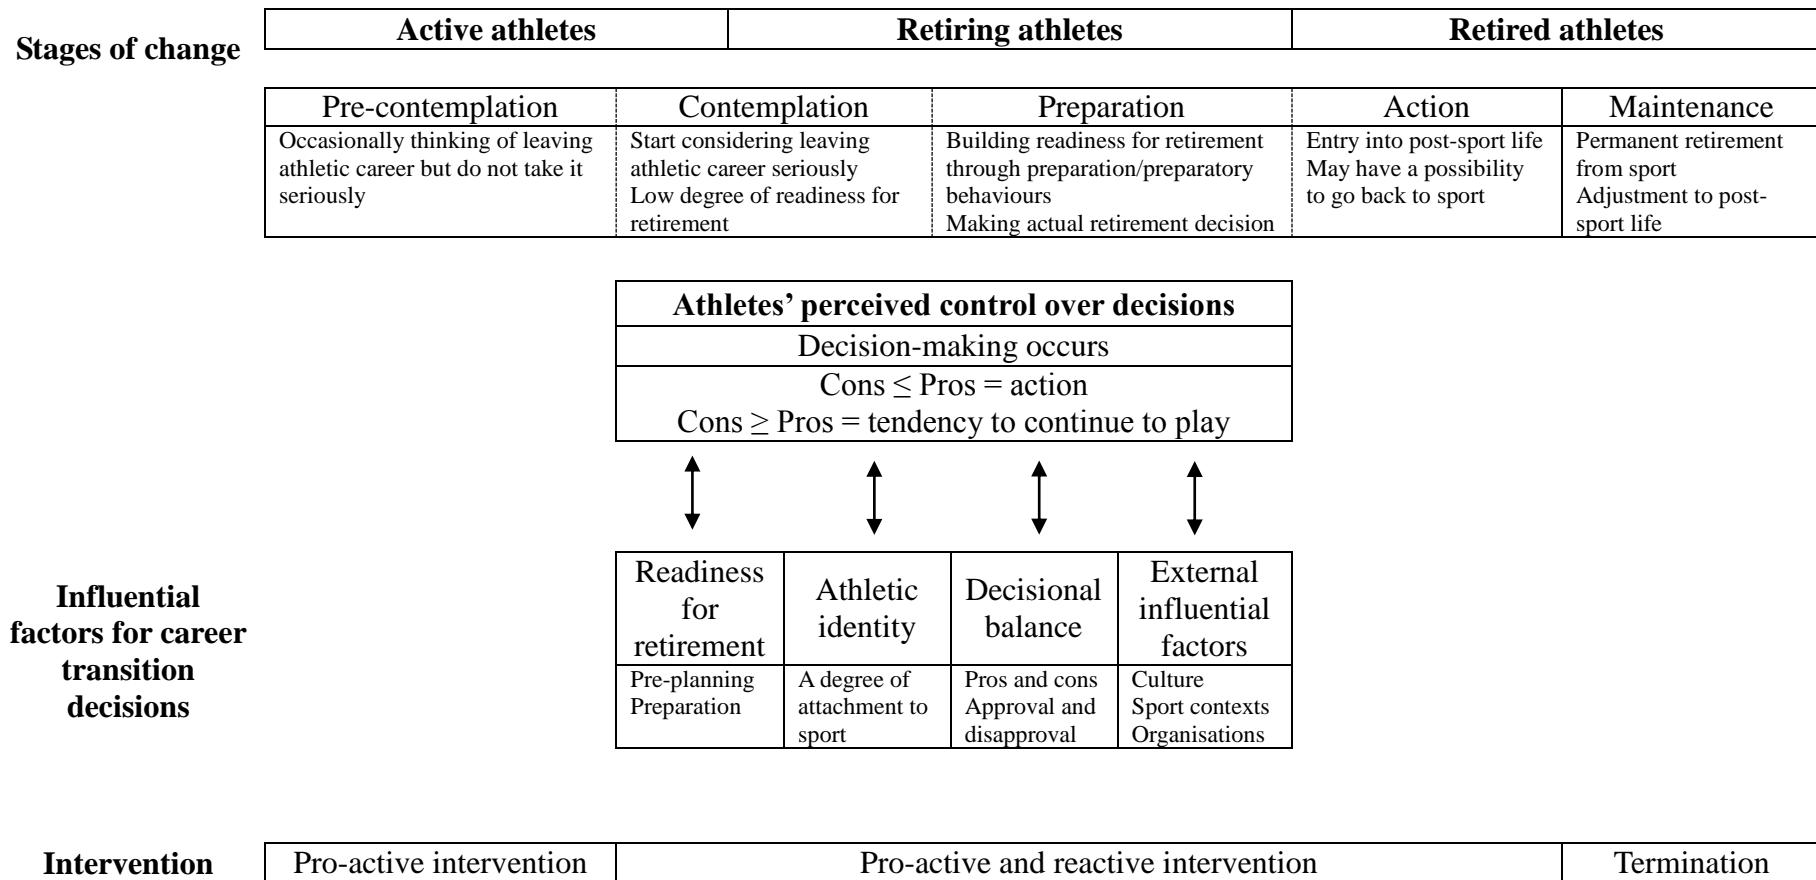 Stages of change
Active athletes
Retiring athletes
Retired athletes
Pre-contemplation
Occasionally thinking of leaving
athletic career but do not take it
seriously
Contemplation
Start considering leaving
athletic career seriously
Low degree of readiness for
retirement
Preparation
Building readiness for retirement
through preparation/preparatory
behaviours
Making actual retirement decision
Action
Entry into post-sport life
May have a possibility
to go back to sport
Maintenance
Permanent retirement
from sport
Adjustment to post-
sport life
Athletes’ perceived control over decisions
Decision-making occurs
Cons ≤ Pros = action
Cons ≥ Pros = tendency to continue to play
Influential
factors for career
transition
decisions
Readiness
for
retirement
Pre-planning
Preparation
Athletic
identity
A degree of
attachment to
sport
Decisional
balance
Pros and cons
Approval and
disapproval
External
influential
factors
Culture
Sport contexts
Organisations
Intervention
Pro-active intervention
Pro-active and reactive intervention
Termination